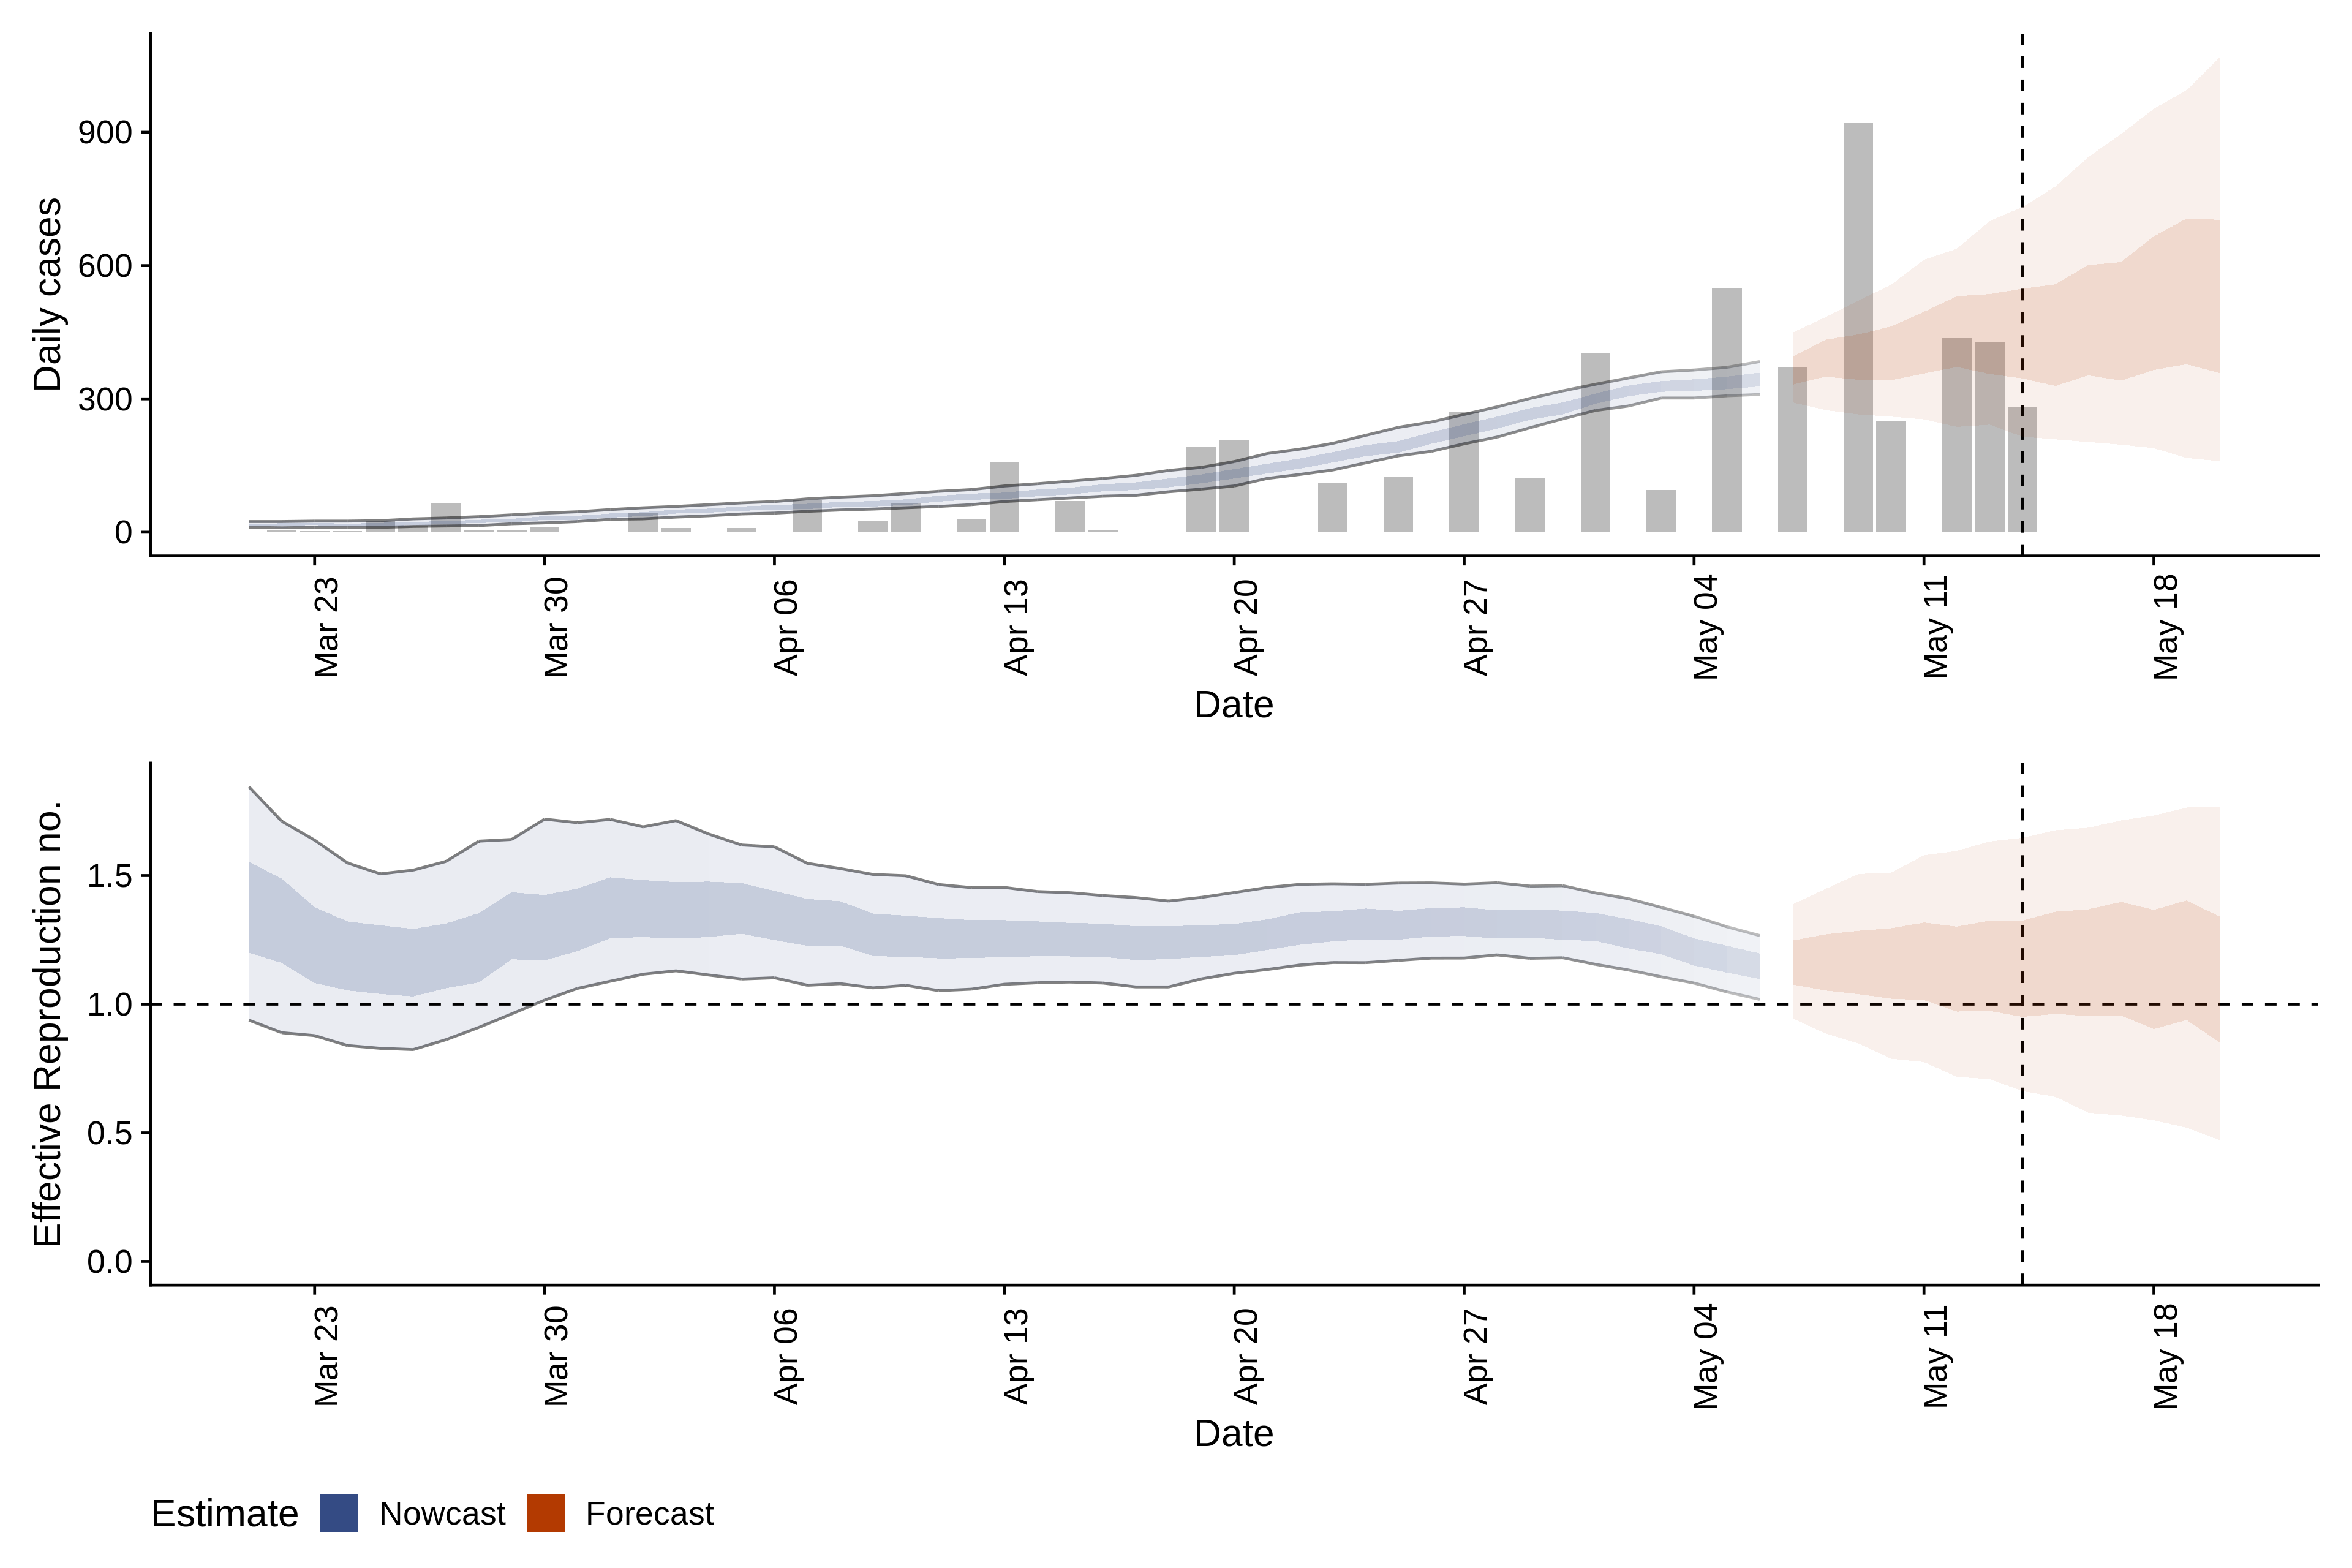 Daily cases
900
600
300
0
Mar 23
Mar 30
Apr 06
Apr 13
Apr 20
Apr 27
May 04
May 11
May 18
Date
Effective Reproduction no.
1.5
1.0
0.5
0.0
Mar 23
Mar 30
Apr 06
Apr 13
Apr 20
Apr 27
May 04
May 11
May 18
Date
Estimate Nowcast Forecast